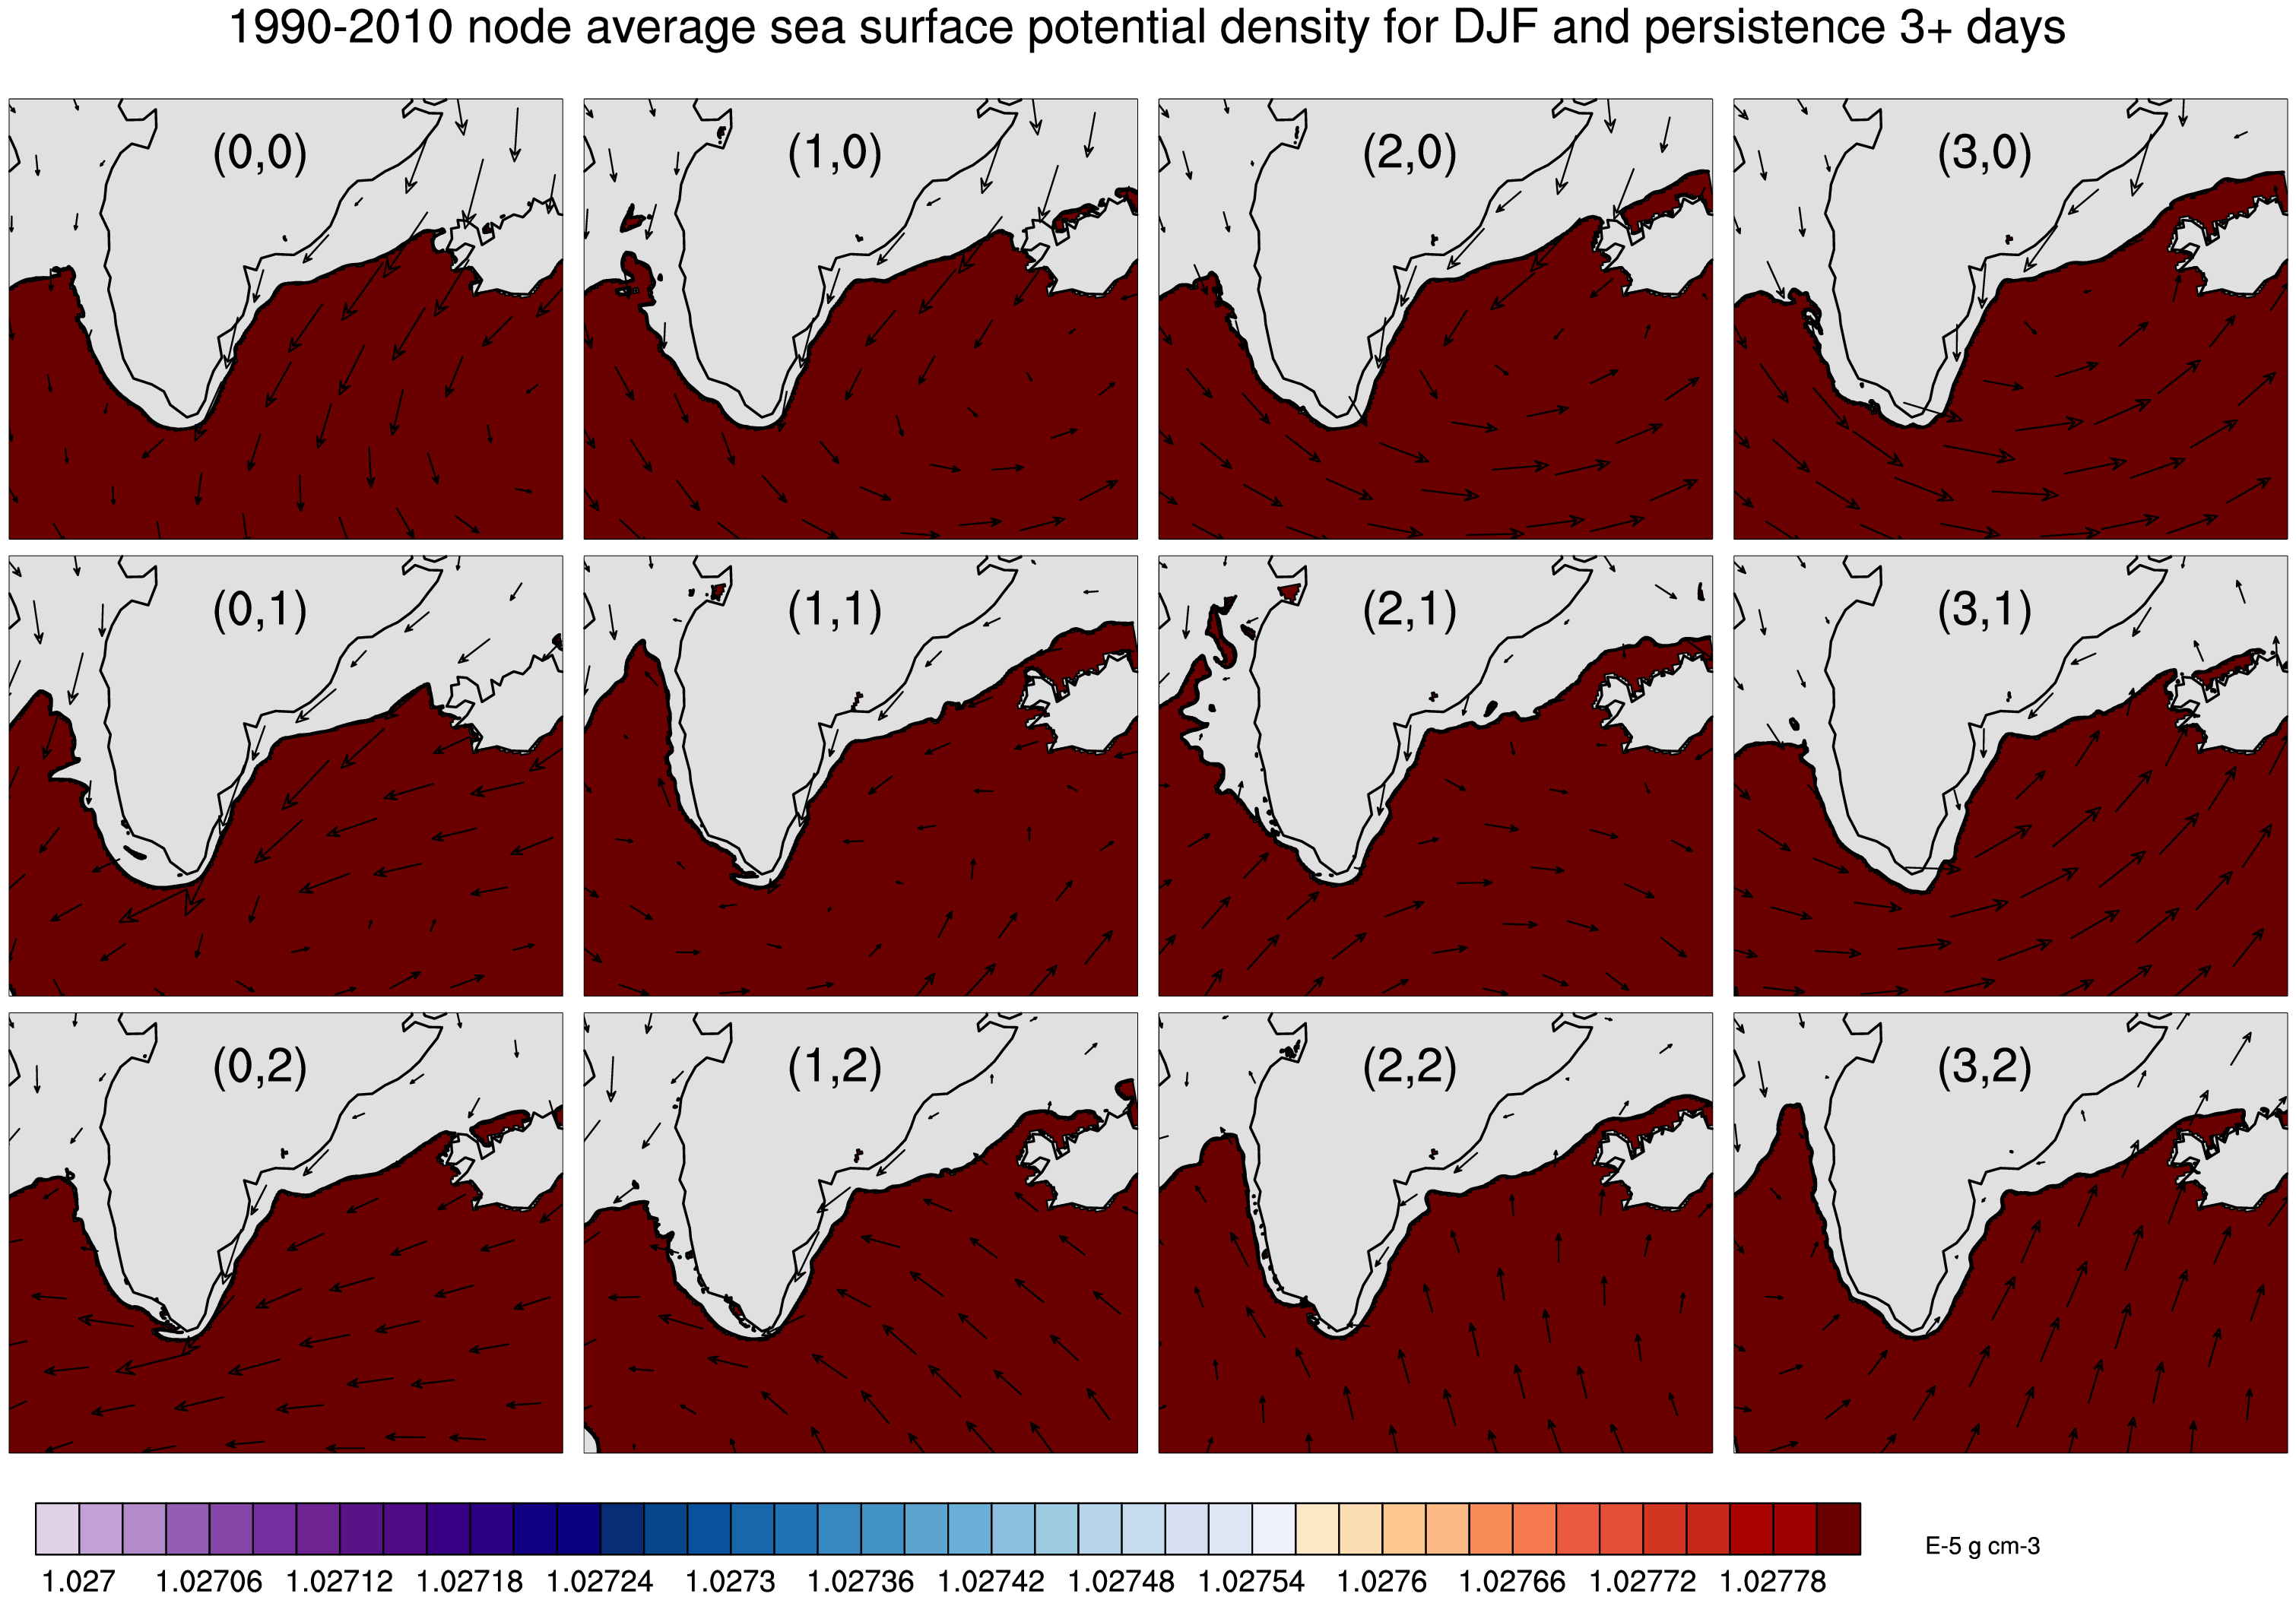 1990-2010 node average sea surface potential density for DJF and persistence 3+ days
(0,0) (1,0) (2,0) (3,0)
(0,1) (1,1) (2,1) (3,1)
(0,2) (1,2) (2,2) (3,2)
E-5 g cm-3
1.027 1.02706 1.02712 1.02718 1.02724 1.0273 1.02736 1.02742 1.02748 1.02754 1.0276 1.02766 1.02772 1.02778